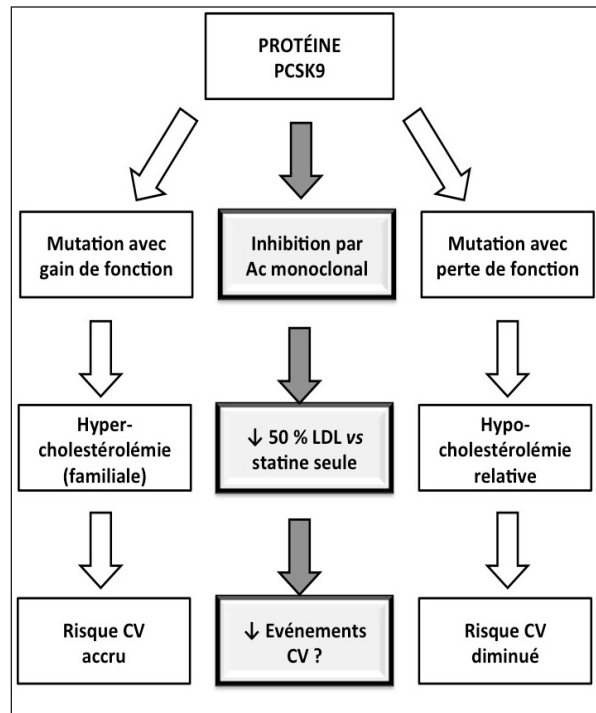 PROTÉINE
PCSK9
Mutation avec
gain de fonction
Inhibition par
Ac monoclonal
Mutation avec
perte de fonction
Hyper-
cholestérolémie
(familiale)
↓ 50 % LDL vs
statine seule
Hypo-
cholestérolémie
relative
Risque CV
accru
↓ Evénements
CV ?
Risque CV
diminué